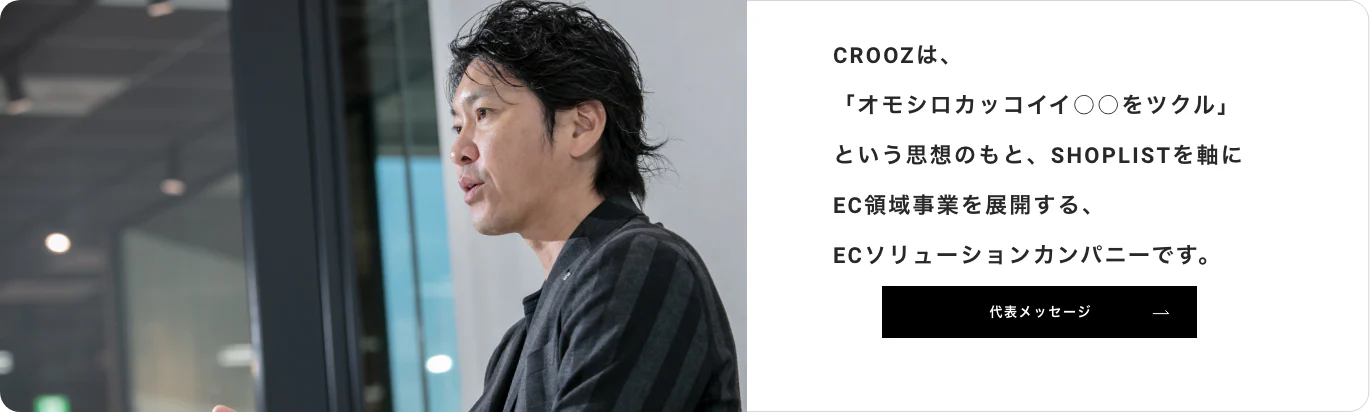 CROOZは、
「オモシロカッコイイ〇〇をツクル」
という思想のもと、SHOPLISTを軸に
EC領域事業を展開する、
ECソリューションカンパニーです。
代表メッセージ